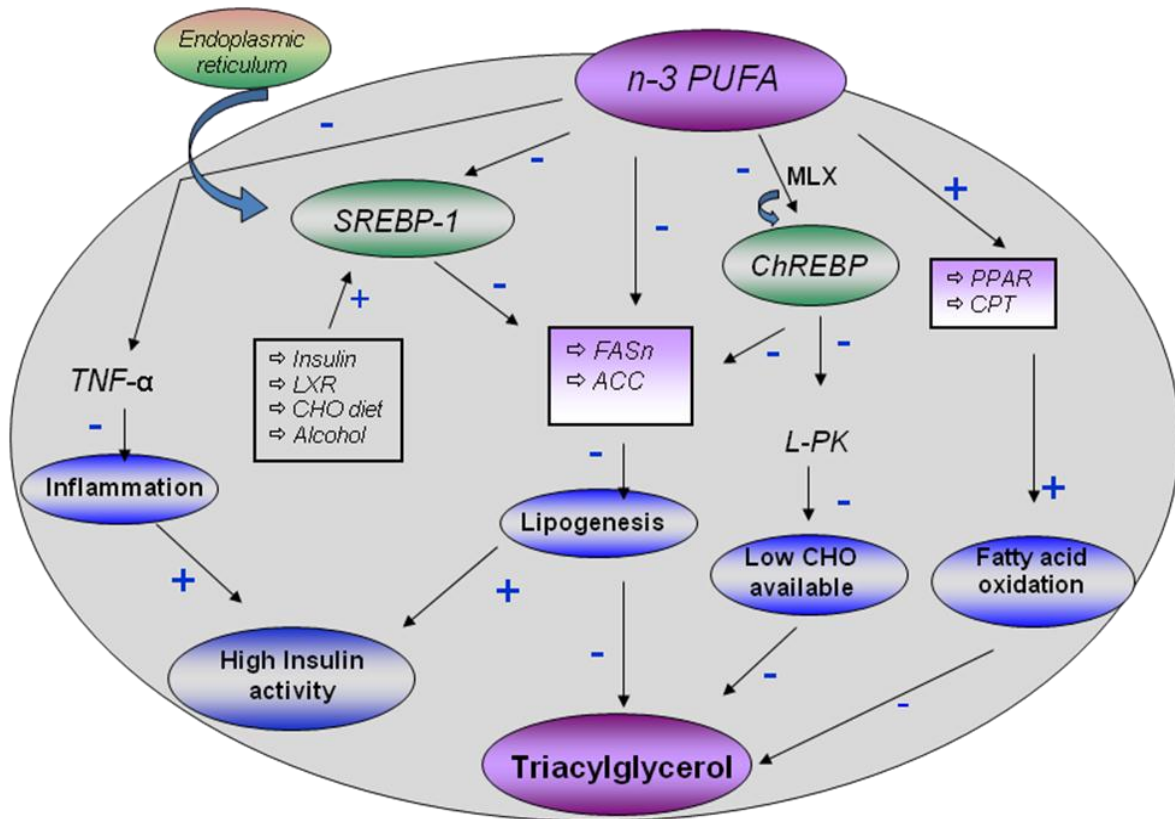 Endoplasmic
reticulum
n-3 PUFA
-
-
-
-
MLX
+
SREBP-1
ChREBP
+
-
-
-
⇨ PPAR
⇨ CPT
⇨ Insulin
⇨ LXR
⇨ CHO diet
⇨ Alcohol
⇨ FASn
⇨ ACC
TNF-α
-
L-PK
-
-
+
Inflammation
Lipogenesis
Low CHO
available
Fatty acid
oxidation
+
+
High Insulin
activity
-
-
-
Triacylglycerol